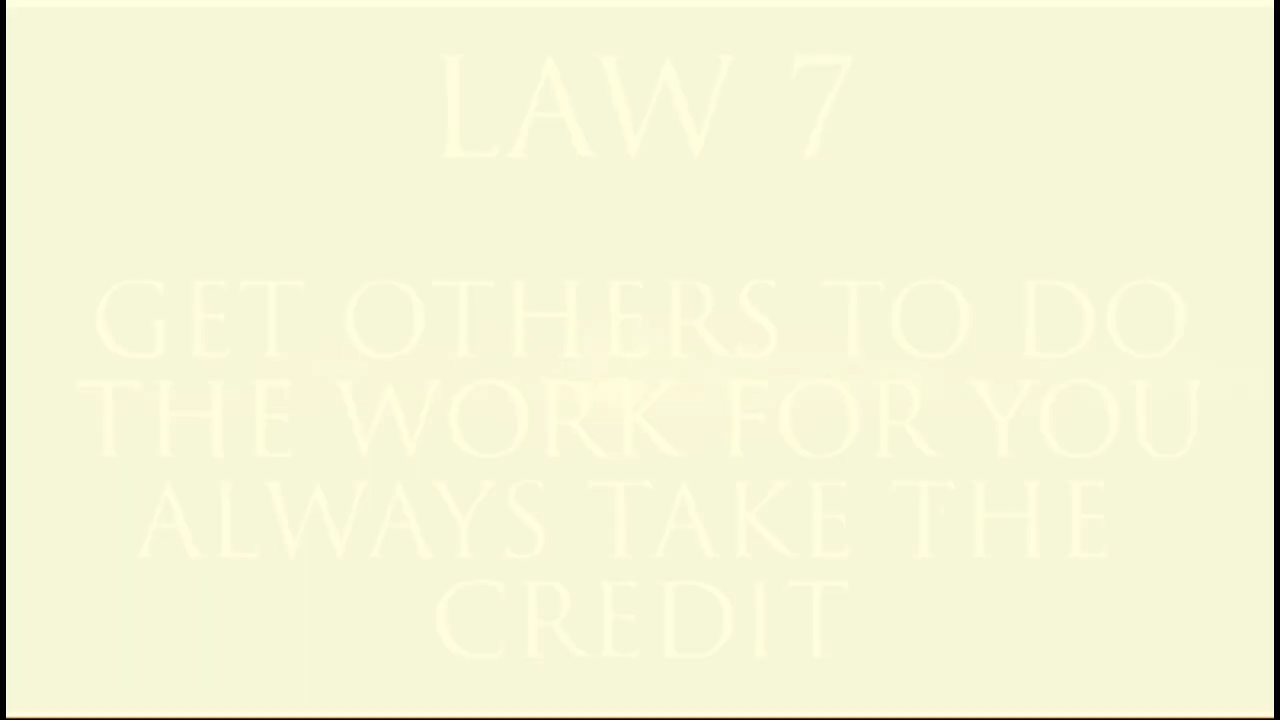 LAW 7
GET OTHERS TO DO
THE WORK FOR YOU
ALWAYS TAKE THE
CREDIT